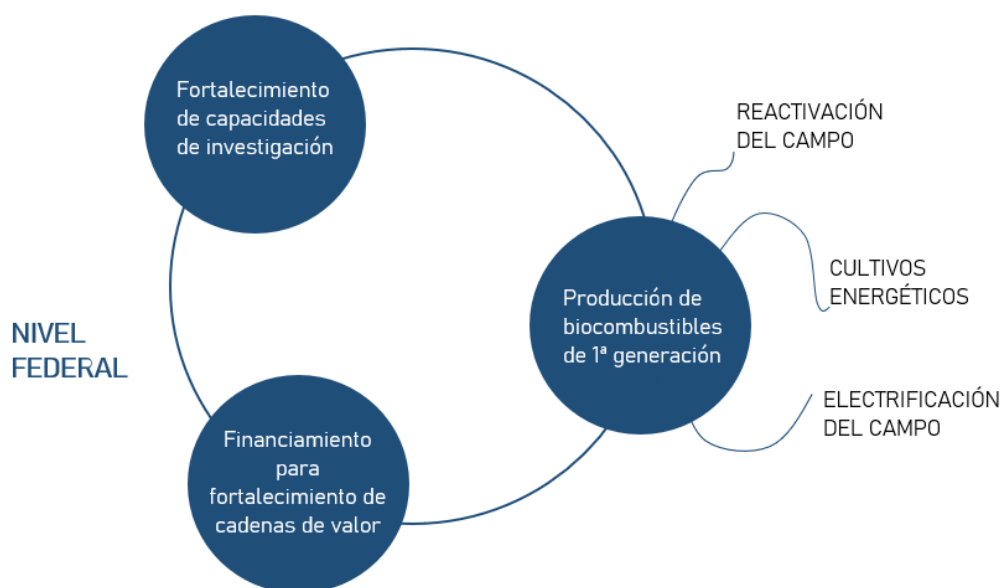 Fortalecimiento
de capacidades
de investigación
REACTIVACIÓN
DEL CAMPO
CULTIVOS
ENERGÉTICOS
Producción de
biocombustibles
de 1ª generación
NIVEL
FEDERAL
ELECTRIFICACIÓN
DEL CAMPO
Financiamiento
para
fortalecimiento de
cadenas de valor